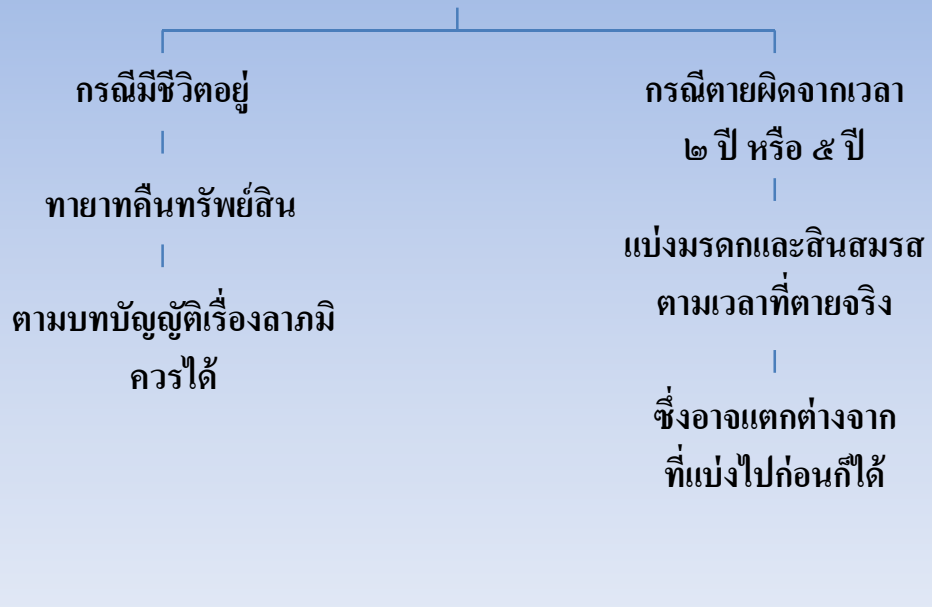 กรณีมีชีวิตอยู่
ทายาทคืนทรัพย์สิน
ตามบทบัญญัติเรื่องลาภมิ
ควรได้
กรณีตายผิดจากเวลา
๒ ปี หรือ ๕ ปี
แบ่งมรดกและสินสมรส
ตามเวลาที่ตายจริง
ซึ่งอาจแตกต่างจาก
ที่แบ่งไปก่อนก็ได้